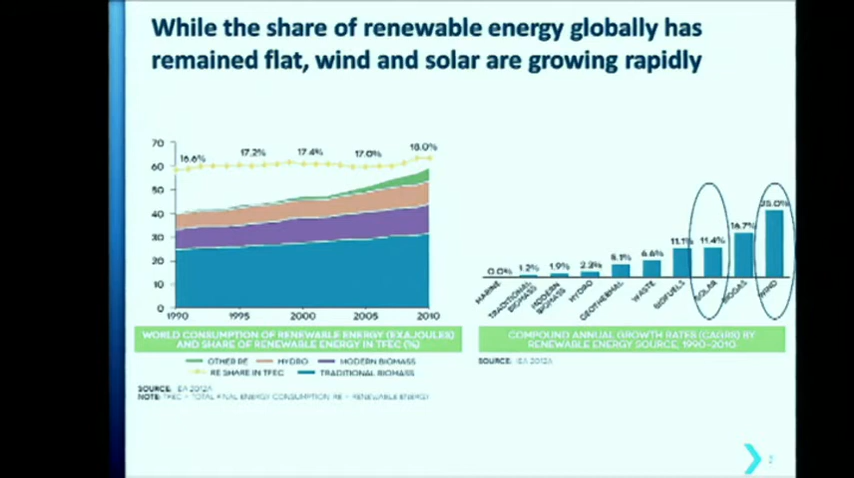 While the share of renewable energy globally has
remained flat, wind and solar are growing rapidly
70
60
50
40
30
20
10
0
16.6%
17.2%
17.4%
17.0%
18.0%
1990
1995
2000
2005
2010
WORLD CONSUMPTION OF RENEWABLE ENERGY (EXAJOULES)
AND SHARE OF RENEWABLE ENERGY IN TFEC (%)
OTHER RE
HYDRO
MODERN BIOMASS
RE SHARE IN TFEC
TRADITIONAL BIOMASS
SOURCE: IEA 2012A
NOTE: TFEC = TOTAL FINAL ENERGY CONSUMPTION; RE = RENEWABLE ENERGY
0.0%
1.2%
1.9%
2.3%
8.1%
6.6%
11.1%
11.4%
16.7%
25.0%
MARINE
TRADITIONAL
BIOMASS
MODERN
BIOMASS
HYDRO
GEOTHERMAL
WASTE
BIOFUELS
SOLAR
BIOGAS
WIND
COMPOUND ANNUAL GROWTH RATES (CAGRS) BY
RENEWABLE ENERGY SOURCE, 1990–2010
SOURCE: IEA 2012A